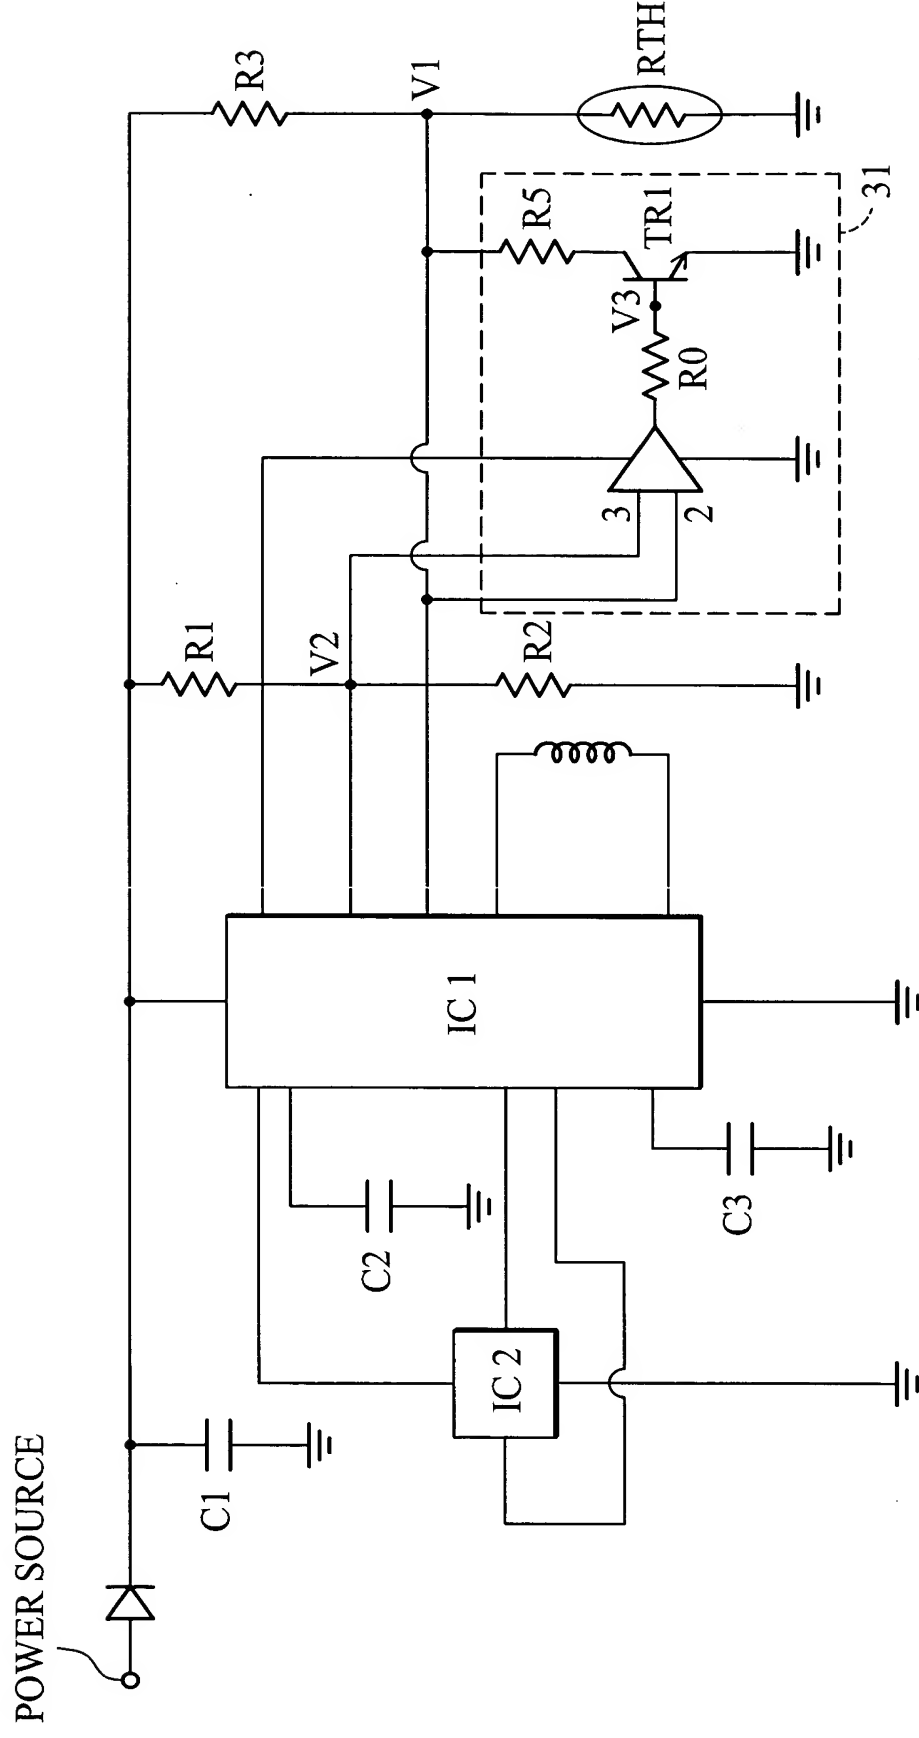 POWER SOURCE
C1
IC 2
C2
C3
IC 1
R1
V2
R2
3
2
R0
V3
TR1
R5
31
R3
V1
RTH